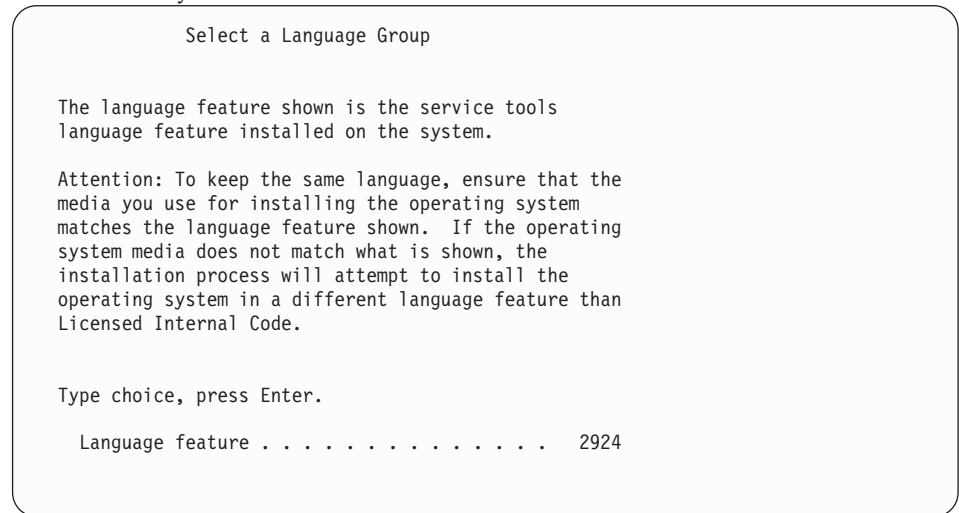 Select a Language Group
The language feature shown is the service tools
language feature installed on the system.
Attention: To keep the same language, ensure that the
media you use for installing the operating system
matches the language feature shown.  If the operating
system media does not match what is shown, the
installation process will attempt to install the
operating system in a different language feature than
Licensed Internal Code.
Type choice, press Enter.
Language feature . . . . . . . . . . . . . .   2924